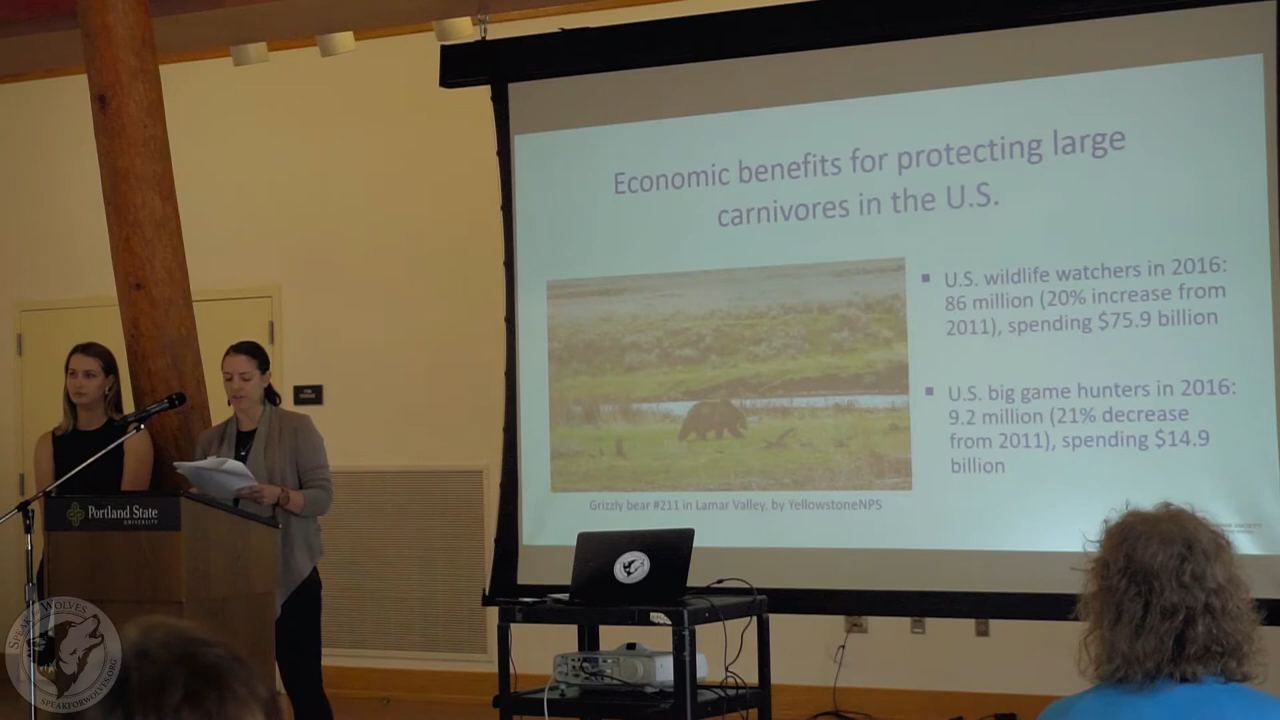 Economic benefits for protecting large
carnivores in the U.S.
U.S. wildlife watchers in 2016:
86 million (20% increase from
2011), spending $75.9 billion
U.S. big game hunters in 2016:
9.2 million (21% decrease
from 2011), spending $14.9
billion
Grizzly bear #211 in Lamar Valley, by YellowstoneNPS
Portland State
UNIVERSITY
SPEAK WOLVES
SPEAKFORWOLVES.ORG